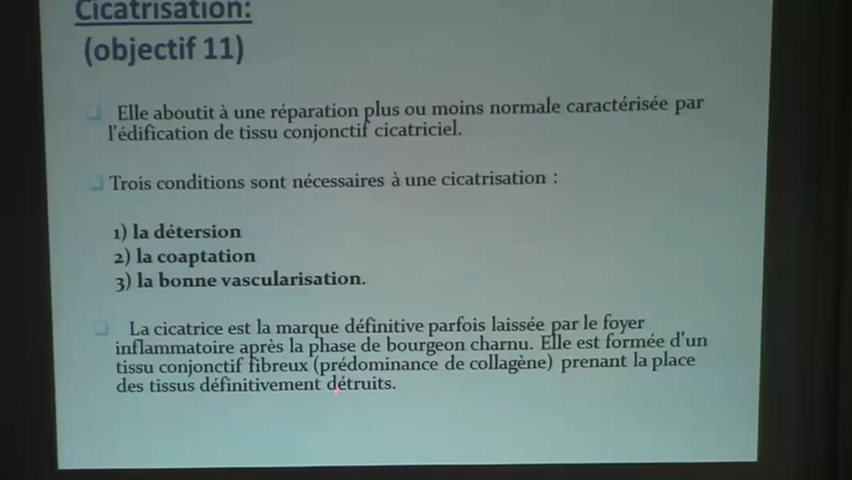 Cicatrisation:
(objectif 11)
Elle aboutit à une réparation plus ou moins normale caractérisée par
l'édification de tissu conjonctif cicatriciel.
Trois conditions sont nécessaires à une cicatrisation :
1) la détersion
2) la coaptation
3) la bonne vascularisation.
La cicatrice est la marque définitive parfois laissée par le foyer
inflammatoire après la phase de bourgeon charnu. Elle est formée d'un
tissu conjonctif fibreux (prédominance de collagène) prenant la place
des tissus définitivement détruits.